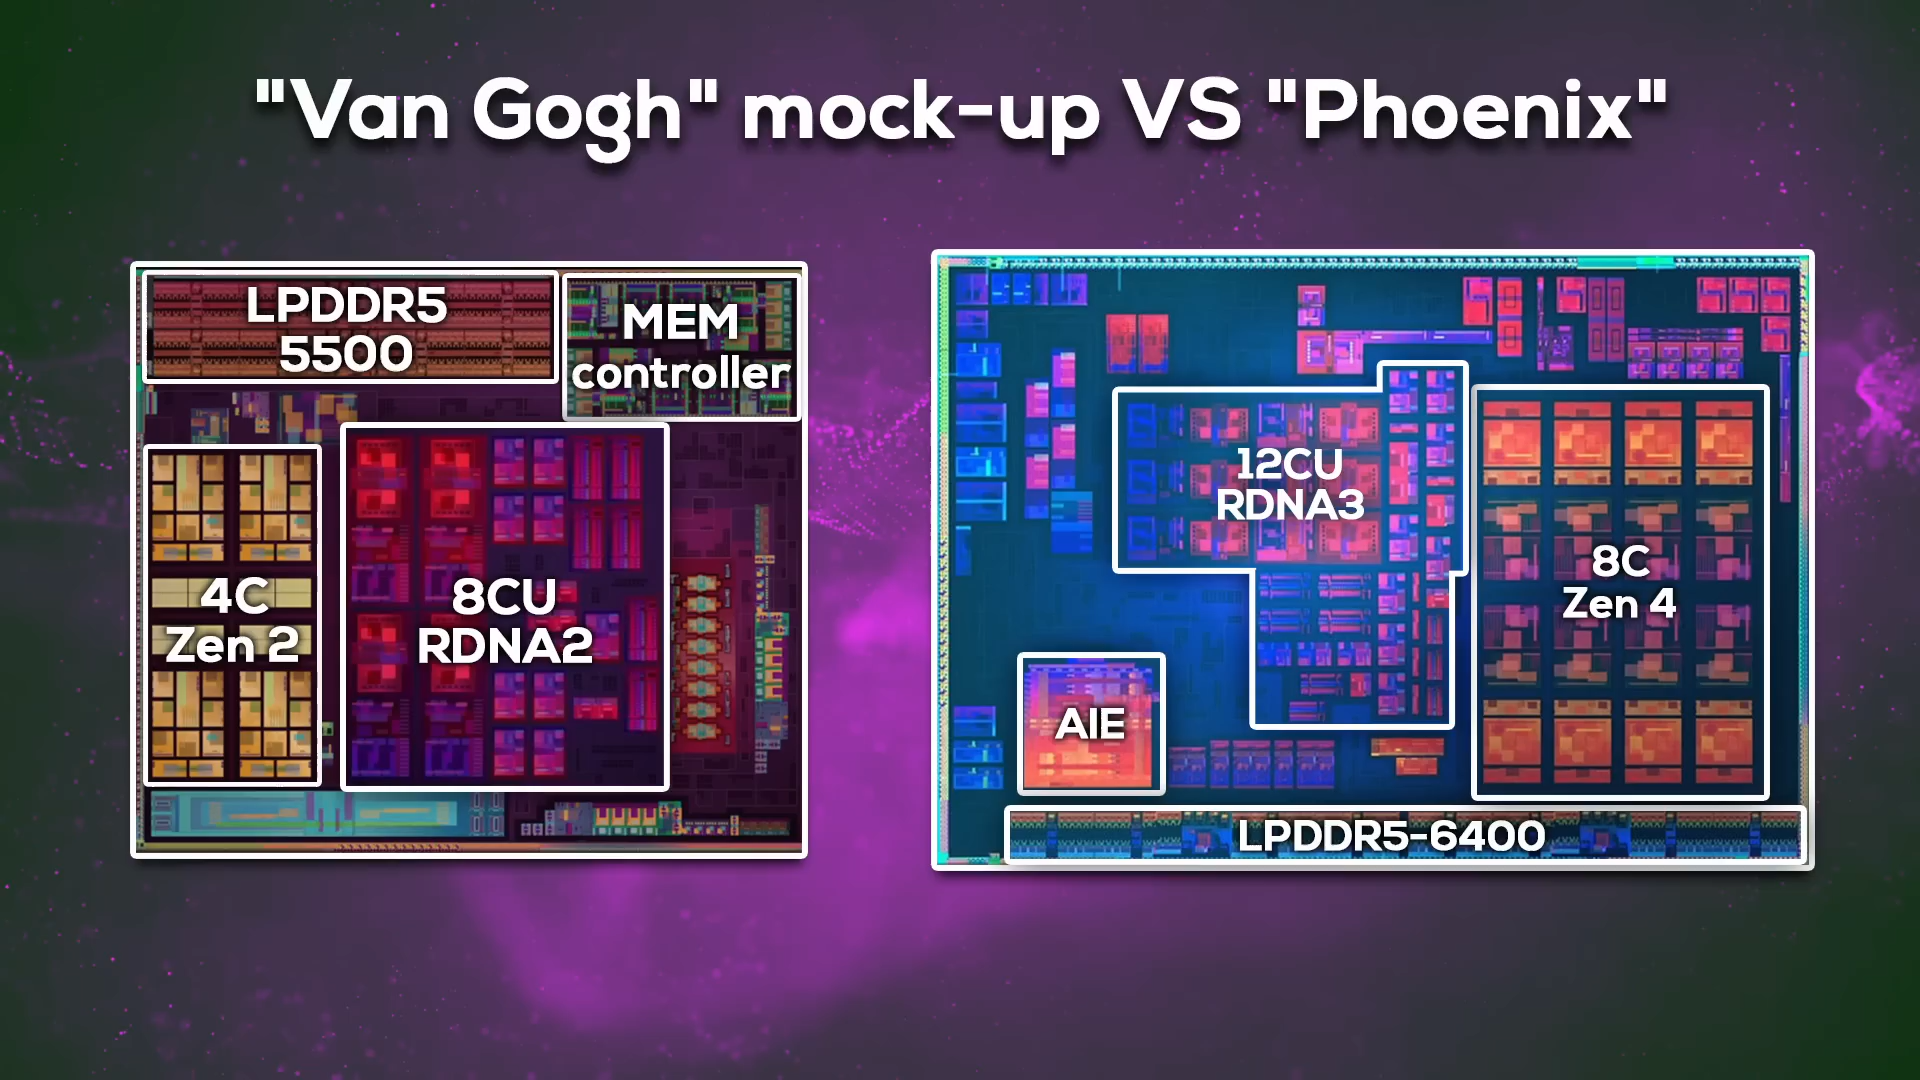 "Van Gogh" mock-up VS "Phoenix"
LPDDR5
5500
MEM
controller
4C
Zen 2
8CU
RDNA2
12CU
RDNA3
8C
Zen 4
AIE
LPDDR5-6400